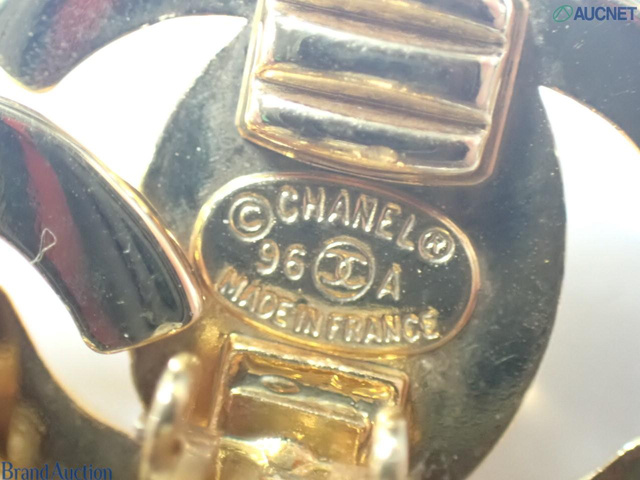 AUCNET
© CHANEL ®
96 A
MADE IN FRANCE
Brand Auction